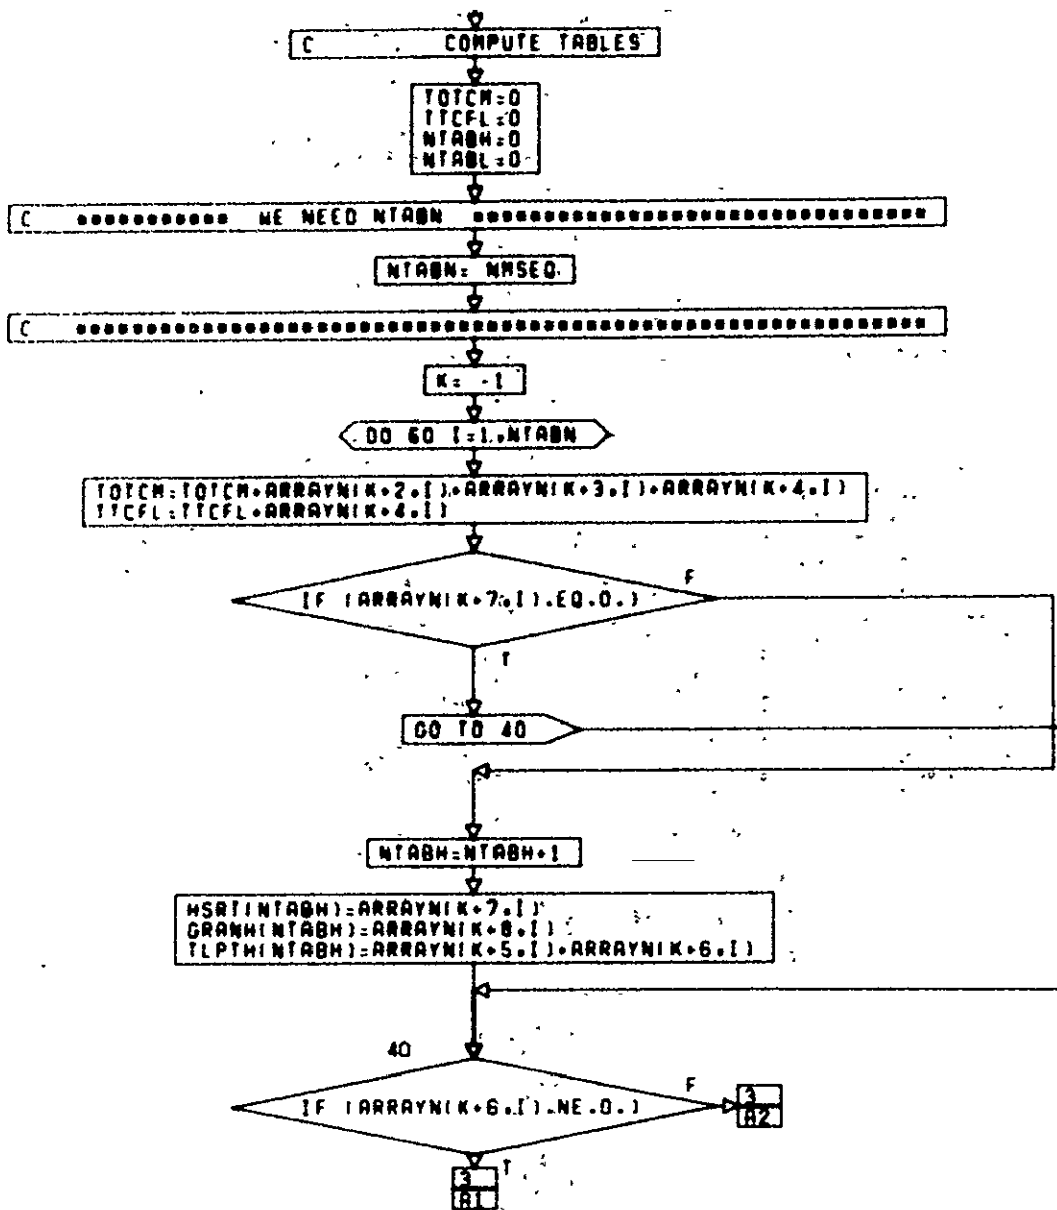 C COMPUTE TABLES
TOTCM=0
TTCFL=0
NTABH=0
NTABL=0
C *********** WE NEED NTABN ********************************
NTABN= NMSEQ
C ************************************************************
K= -1
DO 60 I=1,NTABN
TOTCM=TOTCM+ARRAYN(K+2,I)+ARRAYN(K+3,I)+ARRAYN(K+4,I)
TTCFL=TTCFL+ARRAYN(K+4,I)
IF (ARRAYN(K+7,I).EQ.0.)
F
T
GO TO 40
NTABH=NTABH+1
HSRT(NTABH)=ARRAYN(K+7,I)
GRANH(NTABH)=ARRAYN(K+8,I)
TLPTH(NTABH)=ARRAYN(K+5,I)+ARRAYN(K+6,I)
40
IF (ARRAYN(K+6,I).NE.0.)
F
3
A2
T
3
A1